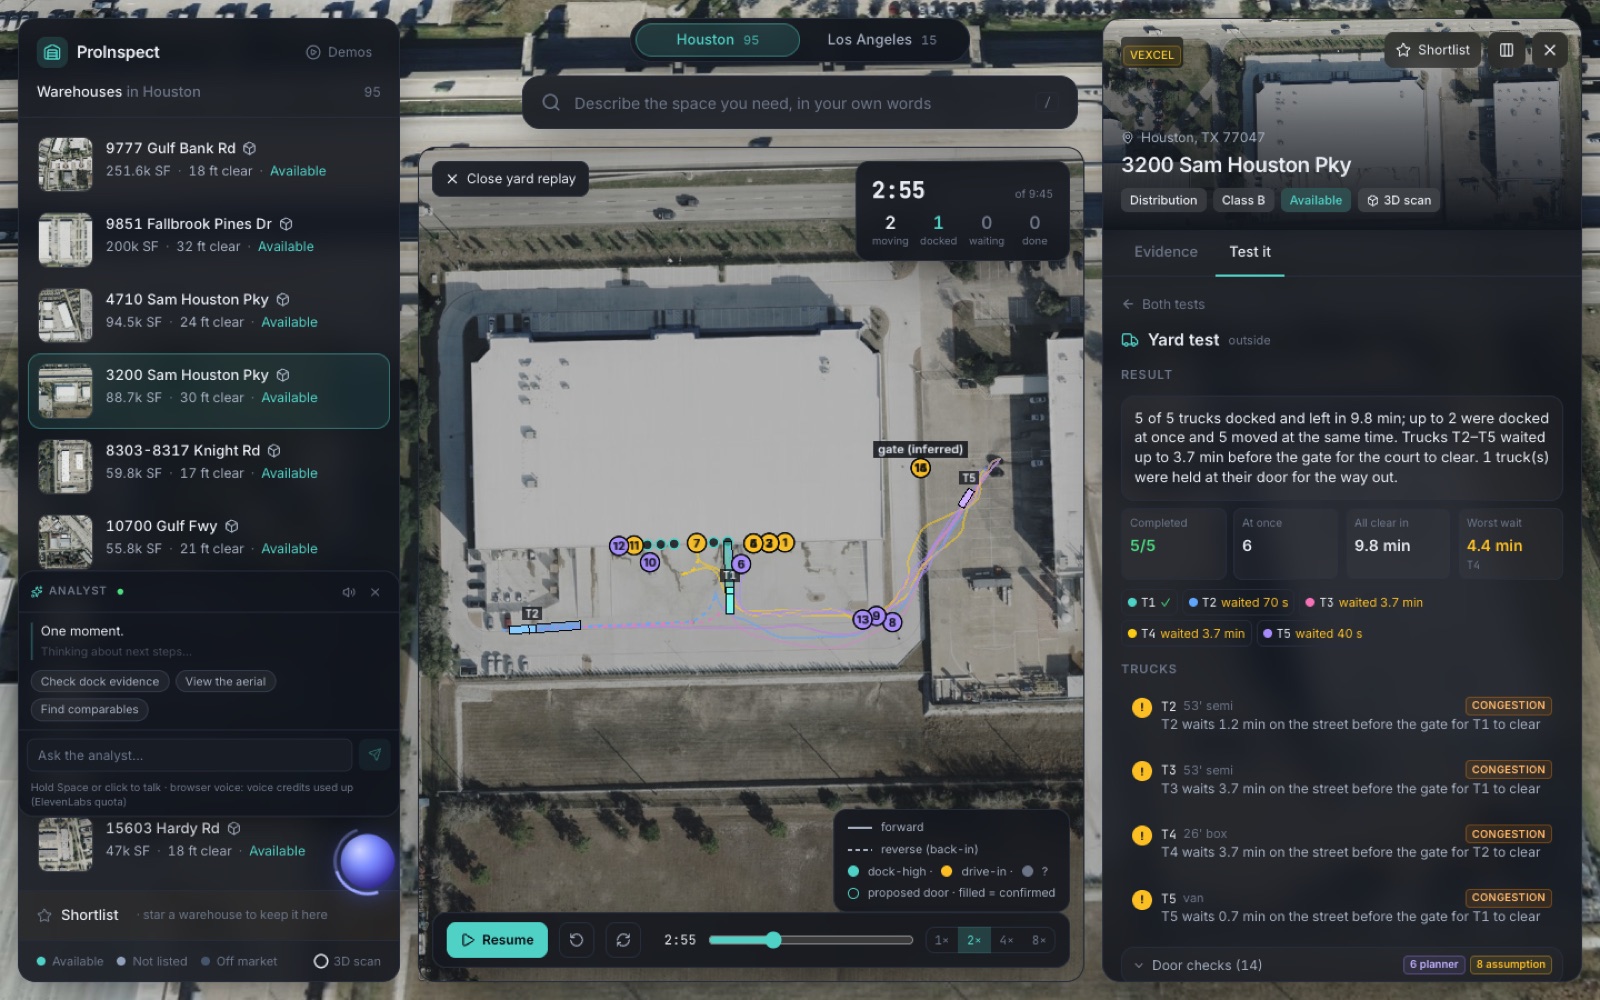 ProInspect
Demos
Warehouses in Houston
95
9777 Gulf Bank Rd
251.6k SF · 18 ft clear · Available
9851 Fallbrook Pines Dr
200k SF · 32 ft clear · Available
4710 Sam Houston Pky
94.5k SF · 24 ft clear · Available
3200 Sam Houston Pky
88.7k SF · 30 ft clear · Available
8303-8317 Knight Rd
59.8k SF · 17 ft clear · Available
10700 Gulf Fwy
55.8k SF · 21 ft clear · Available
ANALYST
One moment.
Thinking about next steps...
Check dock evidence
View the aerial
Find comparables
Ask the analyst...
Hold Space or click to talk · browser voice: voice credits used up
(ElevenLabs quota)
15603 Hardy Rd
47k SF · 18 ft clear · Available
Shortlist · star a warehouse to keep it here
Available
Not listed
Off market
3D scan
Houston 95
Los Angeles 15
Describe the space you need, in your own words
/
Close yard replay
2:55
of 9:45
2 1 0 0
moving docked waiting done
gate (inferred)
T5
12 11 7 3 1
10 6
T2
13 9 8
forward
reverse (back-in)
dock-high · drive-in · ?
proposed door · filled = confirmed
Resume
2:55
1× 2× 4× 8×
VEXCEL
Shortlist
Houston, TX 77047
3200 Sam Houston Pky
Distribution
Class B
Available
3D scan
Evidence
Test it
Both tests
Yard test outside
RESULT
5 of 5 trucks docked and left in 9.8 min; up to 2 were docked
at once and 5 moved at the same time. Trucks T2–T5 waited
up to 3.7 min before the gate for the court to clear. 1 truck(s)
were held at their door for the way out.
Completed
5/5
At once
6
All clear in
9.8 min
Worst wait
4.4 min
T4
T1 ✓
T2 waited 70 s
T3 waited 3.7 min
T4 waited 3.7 min
T5 waited 40 s
TRUCKS
T2 53' semi
CONGESTION
T2 waits 1.2 min on the street before the gate for T1 to clear
T3 53' semi
CONGESTION
T3 waits 3.7 min on the street before the gate for T1 to clear
T4 26' box
CONGESTION
T4 waits 3.7 min on the street before the gate for T2 to clear
T5 van
CONGESTION
T5 waits 0.7 min on the street before the gate for T1 to clear
Door checks (14)
6 planner
8 assumption